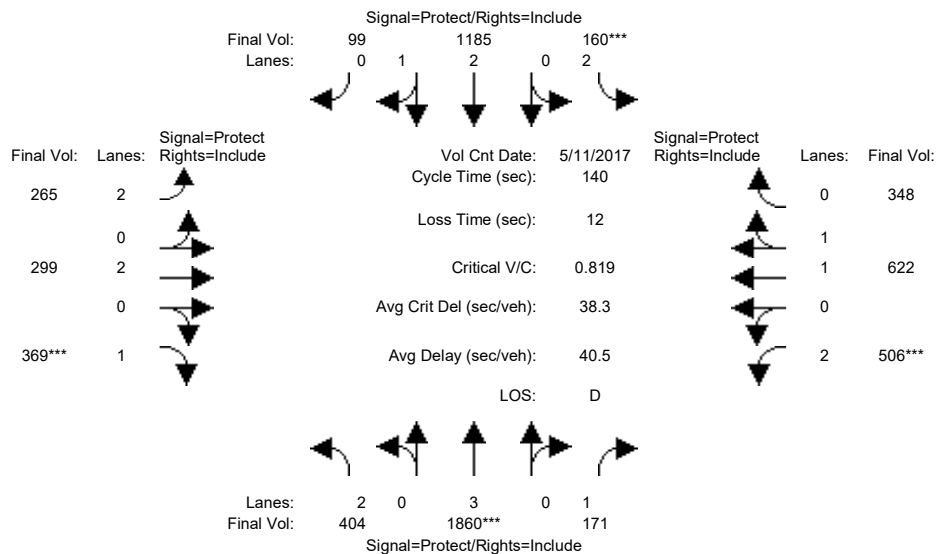 Signal=Protect/Rights=Include
Final Vol: 99 1185 160***
Lanes: 0 1 2 0 2
Signal=Protect
Final Vol: Lanes: Rights=Include
Vol Cnt Date: 5/11/2017
Signal=Protect
Rights=Include Lanes: Final Vol:
Cycle Time (sec): 140
265 2
0 348
Loss Time (sec): 12
0
1
299 2
Critical V/C: 0.819
1 622
0
Avg Crit Del (sec/veh): 38.3
0
369*** 1
Avg Delay (sec/veh): 40.5
2 506***
LOS: D
Lanes: 2 0 3 0 1
Final Vol: 404 1860*** 171
Signal=Protect/Rights=Include